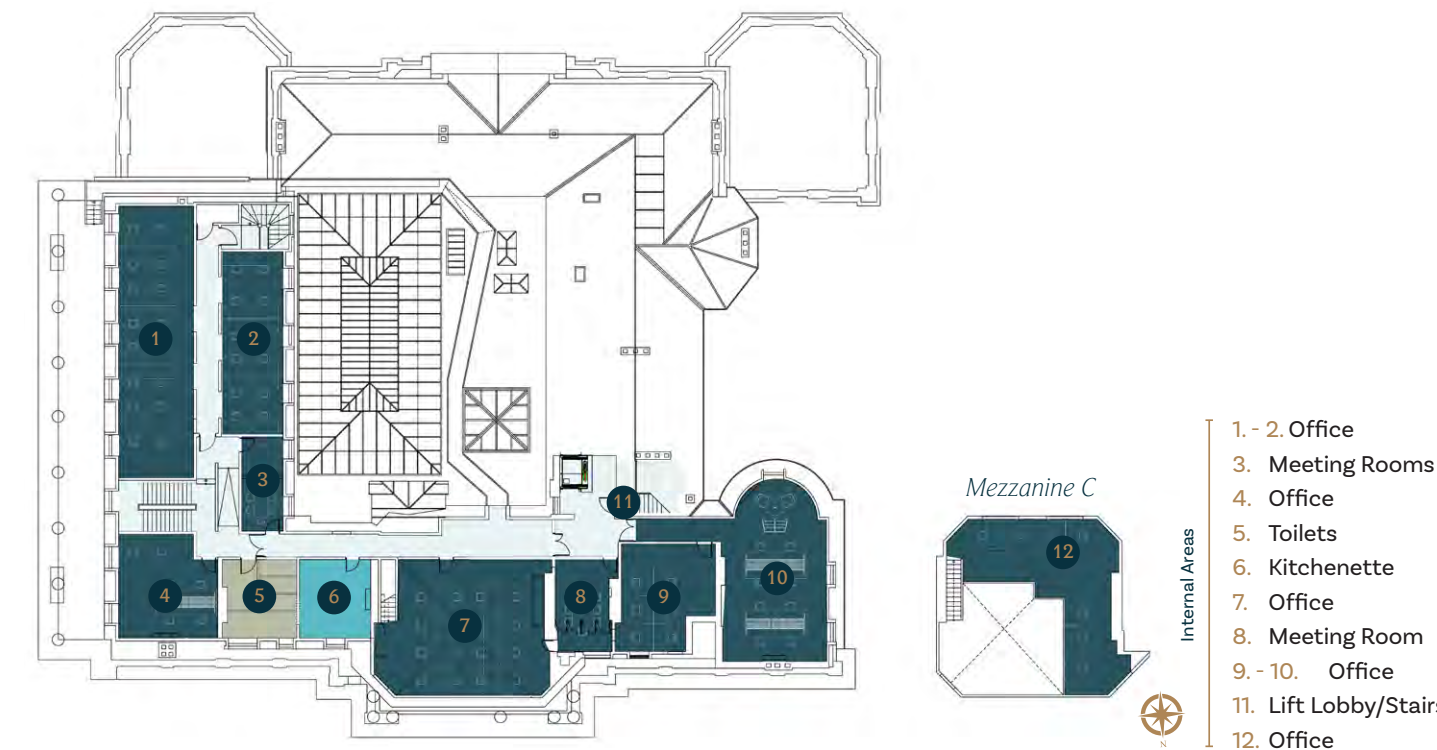 1
2
3
4
5
6
7
8
9
10
11
Mezzanine C
12
N
Internal Areas
1. - 2. Office
3. Meeting Rooms
4. Office
5. Toilets
6. Kitchenette
7. Office
8. Meeting Room
9. - 10. Office
11. Lift Lobby/Stairs
12. Office